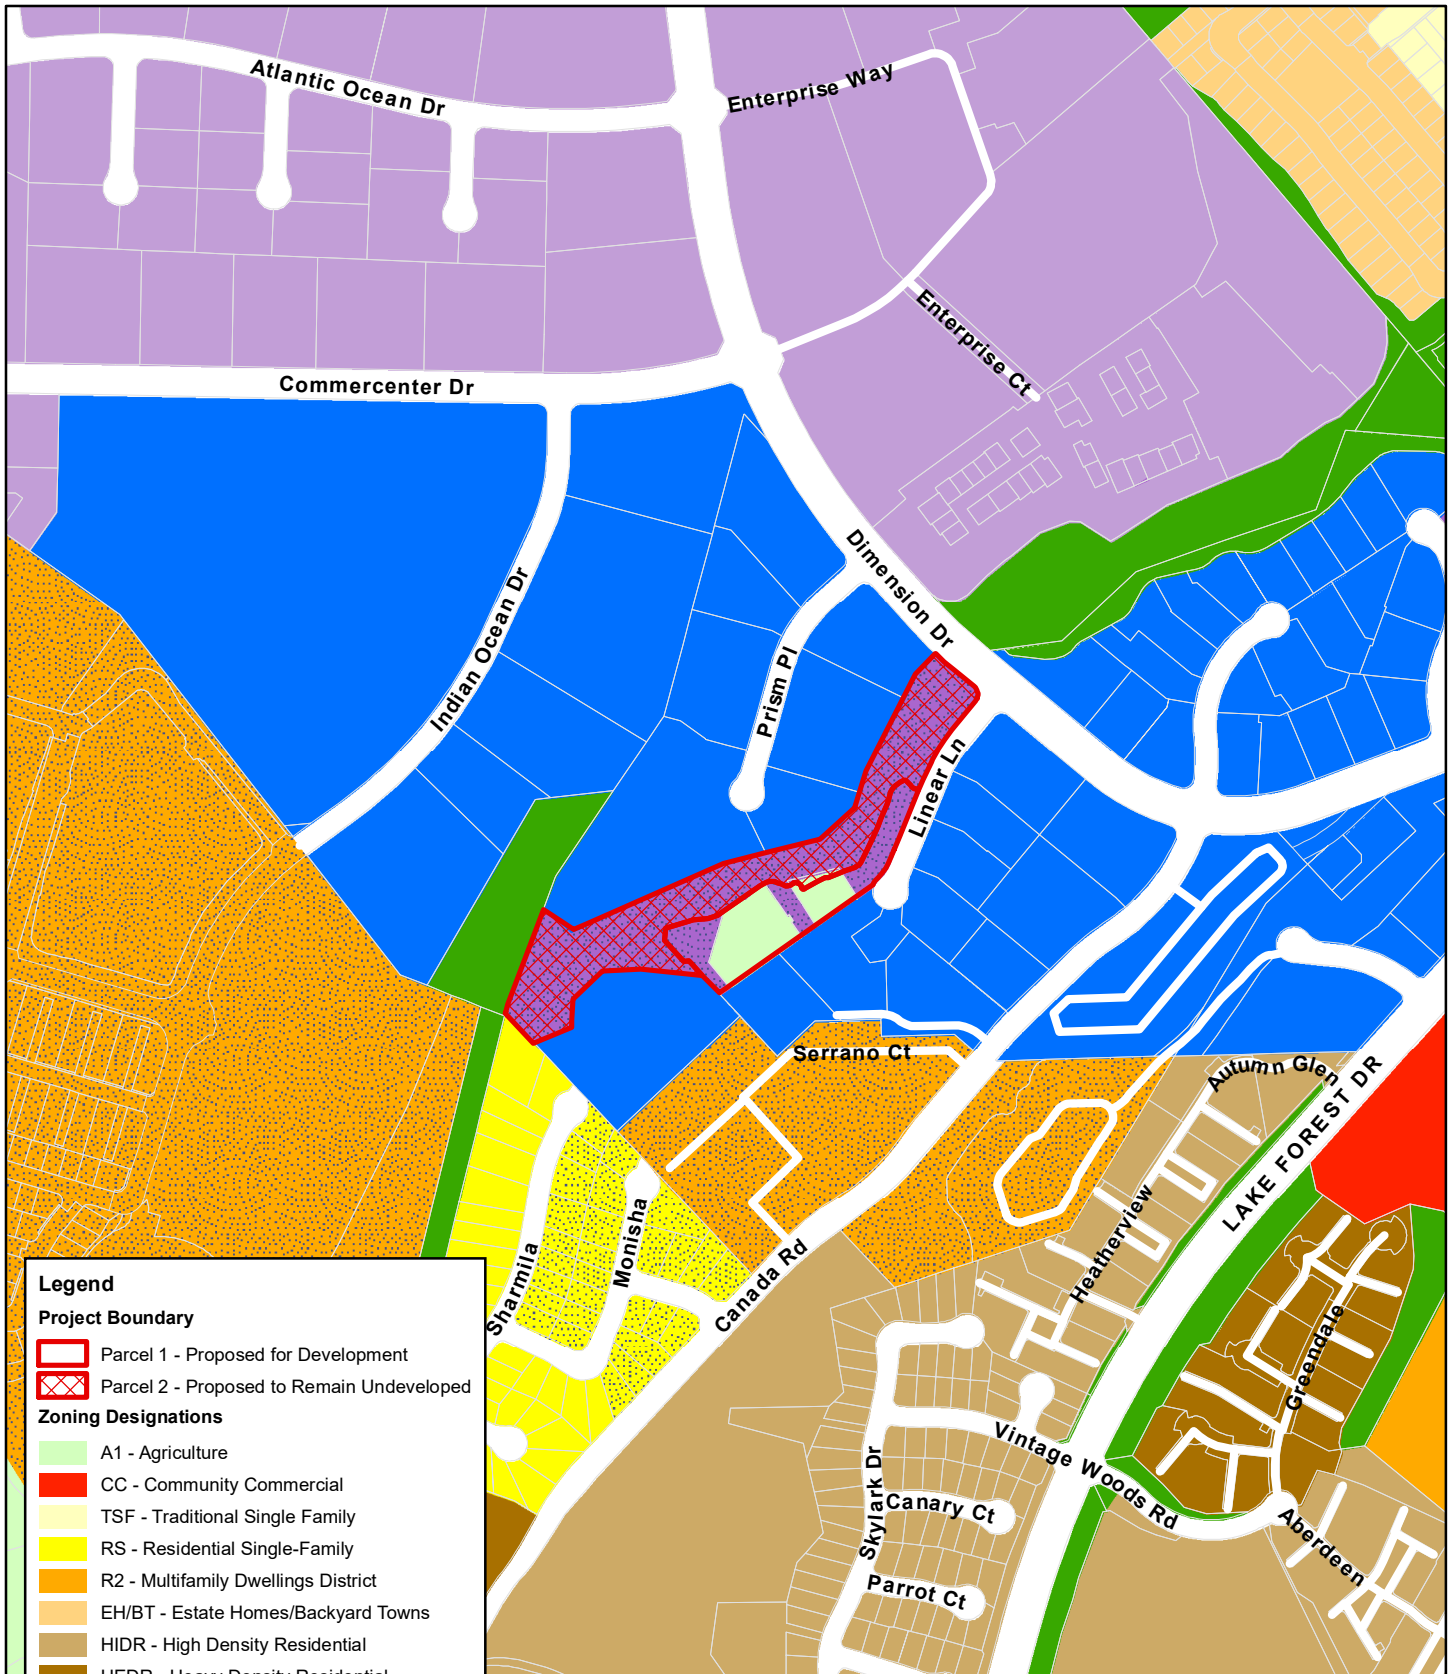 Atlantic Ocean Dr
Enterprise Way
Enterprise Ct
Commercenter Dr
Dimension Dr
Indian Ocean Dr
Prism Pl
Linear Ln
Serrano Ct
Autumn Glen
LAKE FOREST DR
Heatherview
Monisha
Sharmila
Canada Rd
Greendale
Vintage Woods Rd
Skylark Dr
Canary Ct
Aberdeen
Parrot Ct
Legend
Project Boundary
Parcel 1 - Proposed for Development
Parcel 2 - Proposed to Remain Undeveloped
Zoning Designations
A1 - Agriculture
CC - Community Commercial
TSF - Traditional Single Family
RS - Residential Single-Family
R2 - Multifamily Dwellings District
EH/BT - Estate Homes/Backyard Towns
HIDR - High Density Residential
HEDR - Heavy Density Residential